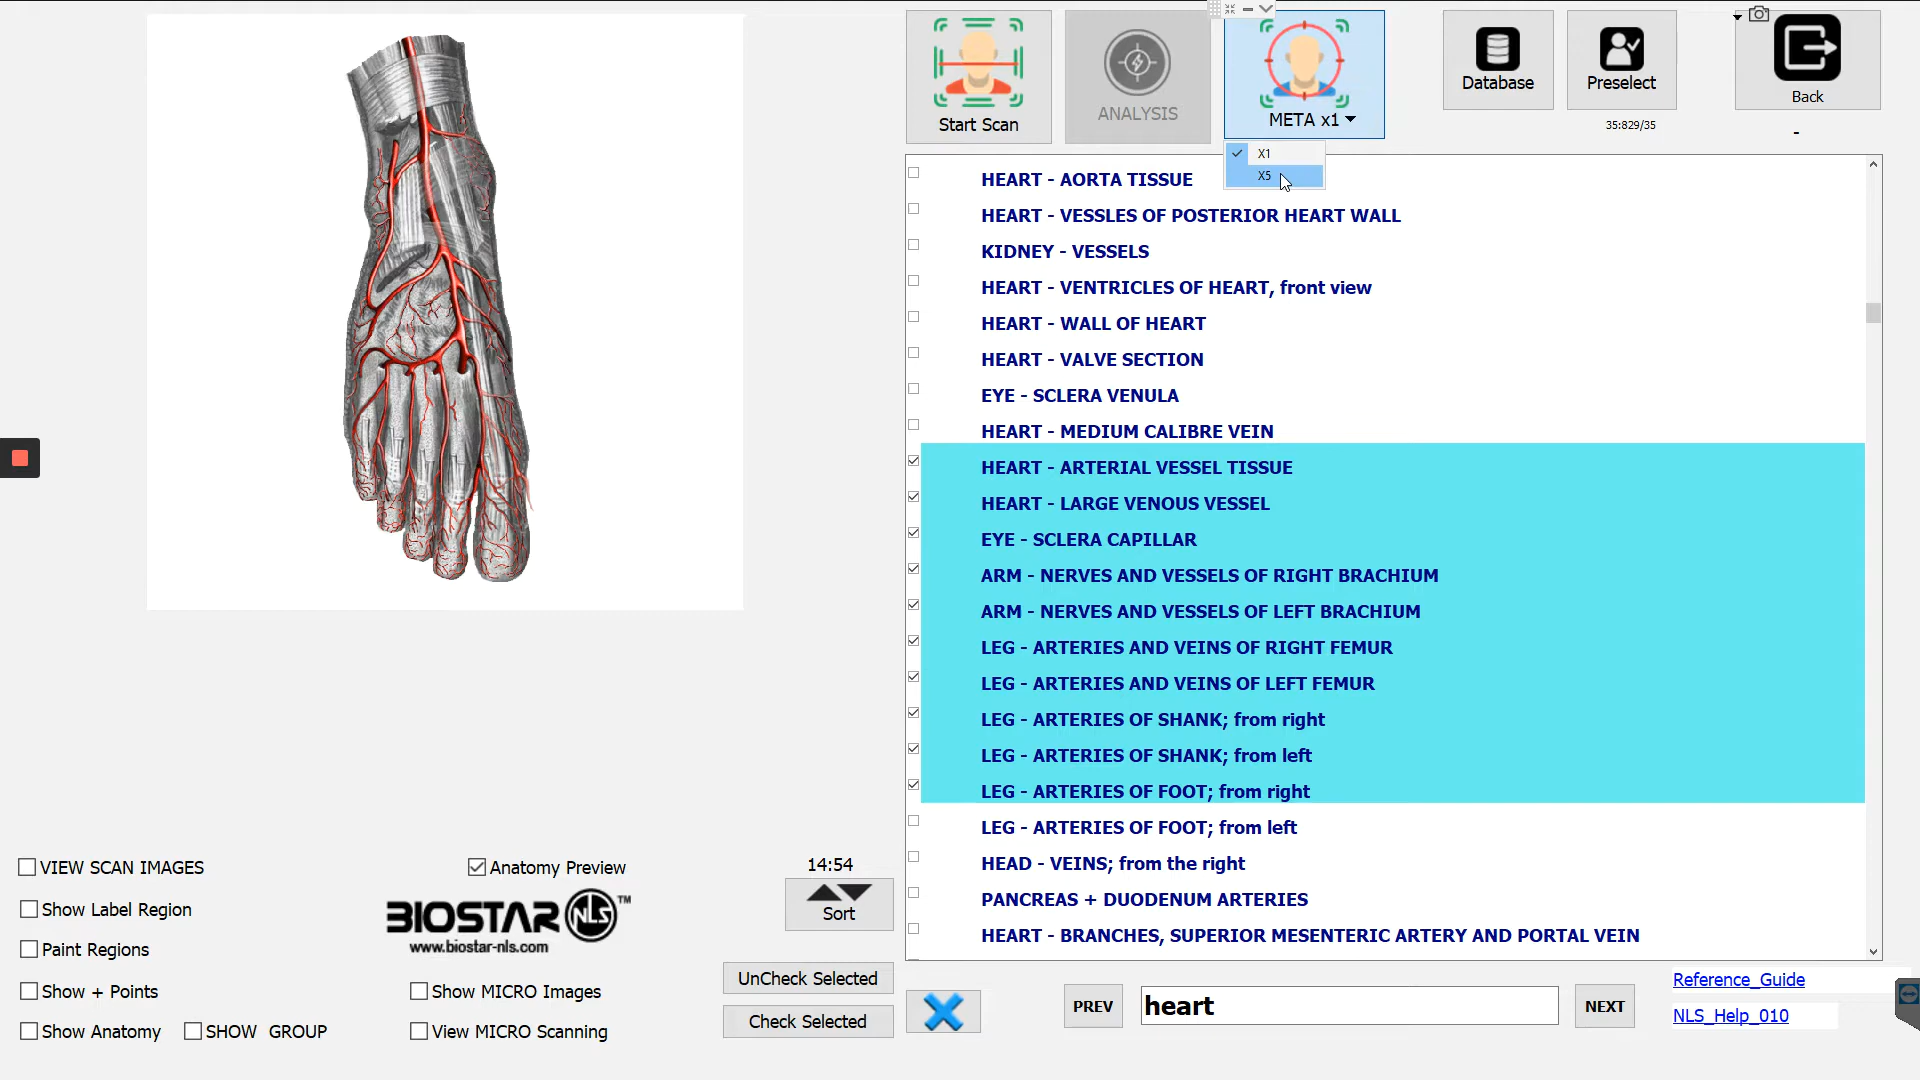 Start Scan
ANALYSIS
META x1
X1
X5
Database
Preselect
35:829/35
Back
-
HEART - AORTA TISSUE
HEART - VESSLES OF POSTERIOR HEART WALL
KIDNEY - VESSELS
HEART - VENTRICLES OF HEART, front view
HEART - WALL OF HEART
HEART - VALVE SECTION
EYE - SCLERA VENULA
HEART - MEDIUM CALIBRE VEIN
HEART - ARTERIAL VESSEL TISSUE
HEART - LARGE VENOUS VESSEL
EYE - SCLERA CAPILLAR
ARM - NERVES AND VESSELS OF RIGHT BRACHIUM
ARM - NERVES AND VESSELS OF LEFT BRACHIUM
LEG - ARTERIES AND VEINS OF RIGHT FEMUR
LEG - ARTERIES AND VEINS OF LEFT FEMUR
LEG - ARTERIES OF SHANK; from right
LEG - ARTERIES OF SHANK; from left
LEG - ARTERIES OF FOOT; from right
LEG - ARTERIES OF FOOT; from left
HEAD - VEINS; from the right
PANCREAS + DUODENUM ARTERIES
HEART - BRANCHES, SUPERIOR MESENTERIC ARTERY AND PORTAL VEIN
VIEW SCAN IMAGES
Anatomy Preview
14:54
Show Label Region
BIOSTAR NLS TM
www.biostar-nls.com
Sort
Paint Regions
UnCheck Selected
Show + Points
Show MICRO Images
Check Selected
Show Anatomy
SHOW GROUP
View MICRO Scanning
PREV
heart
NEXT
Reference_Guide
NLS_Help_010